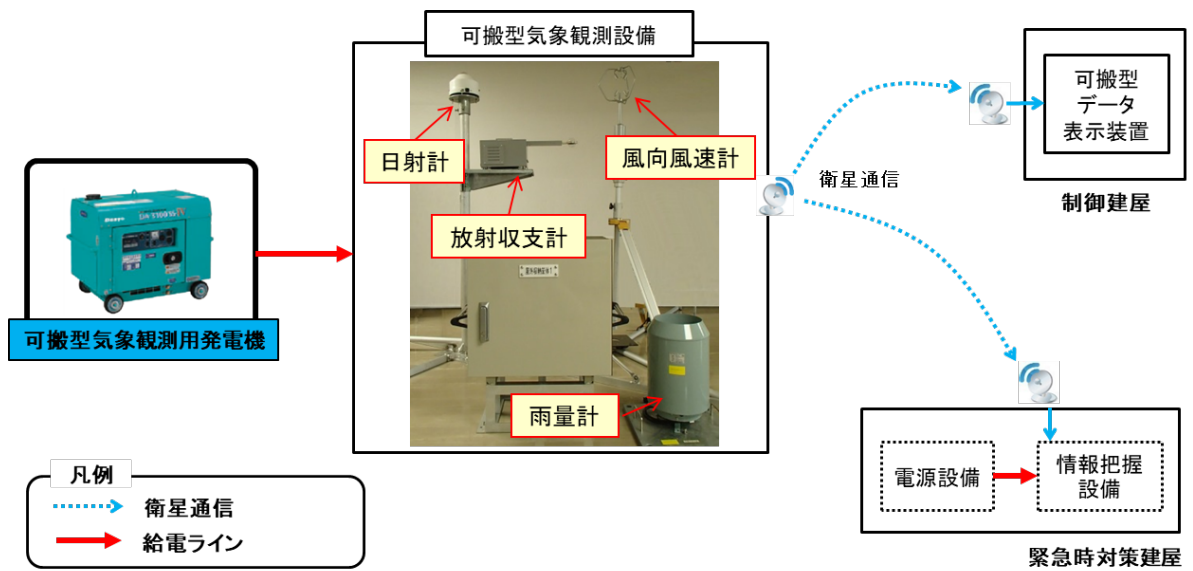 可搬型気象観測設備
日射計
放射収支計
風向風速計
雨量計
可搬型気象観測用発電機
衛星通信
可搬型
データ
表示装置
制御建屋
電源設備
情報把握
設備
緊急時対策建屋
凡例
衛星通信
給電ライン